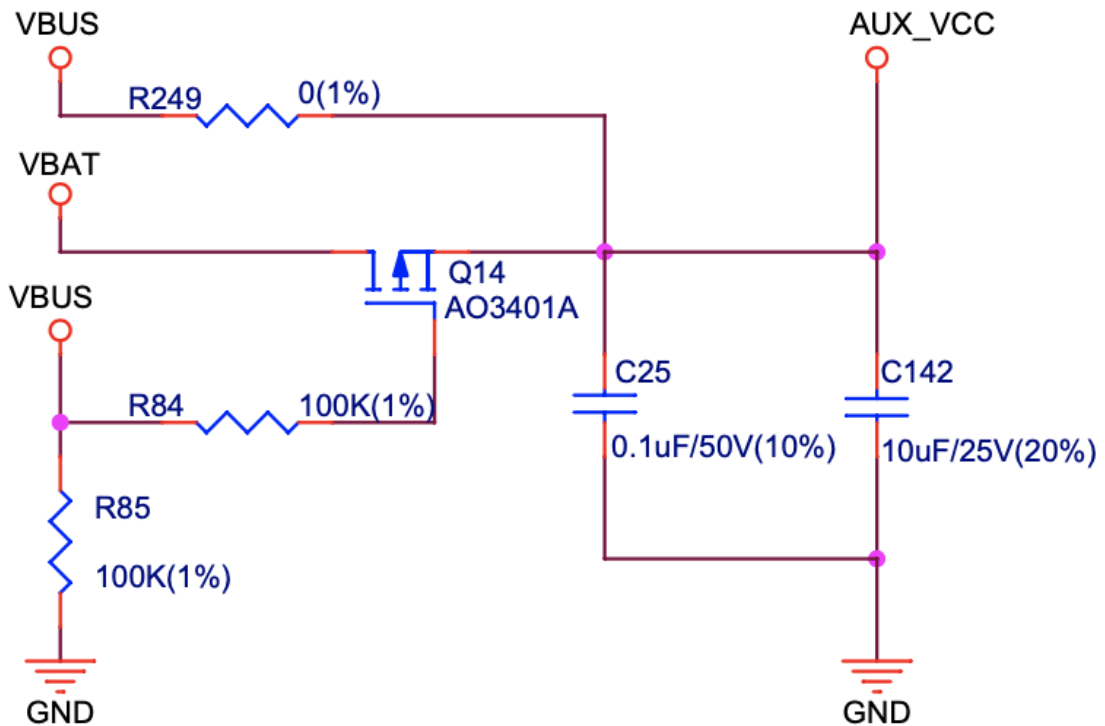 VBUS
AUX_VCC
R249
0(1%)
VBAT
Q14
AO3401A
VBUS
R84
100K(1%)
C25
0.1uF/50V(10%)
C142
10uF/25V(20%)
R85
100K(1%)
GND
GND